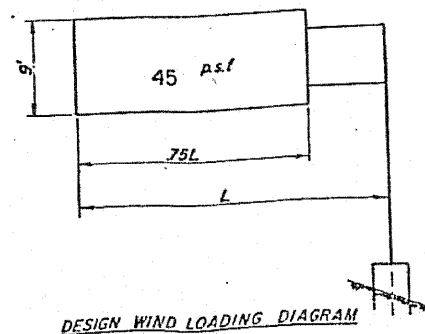 9'
45 p.s.f
.75L
L
DESIGN WIND LOADING DIAGRAM